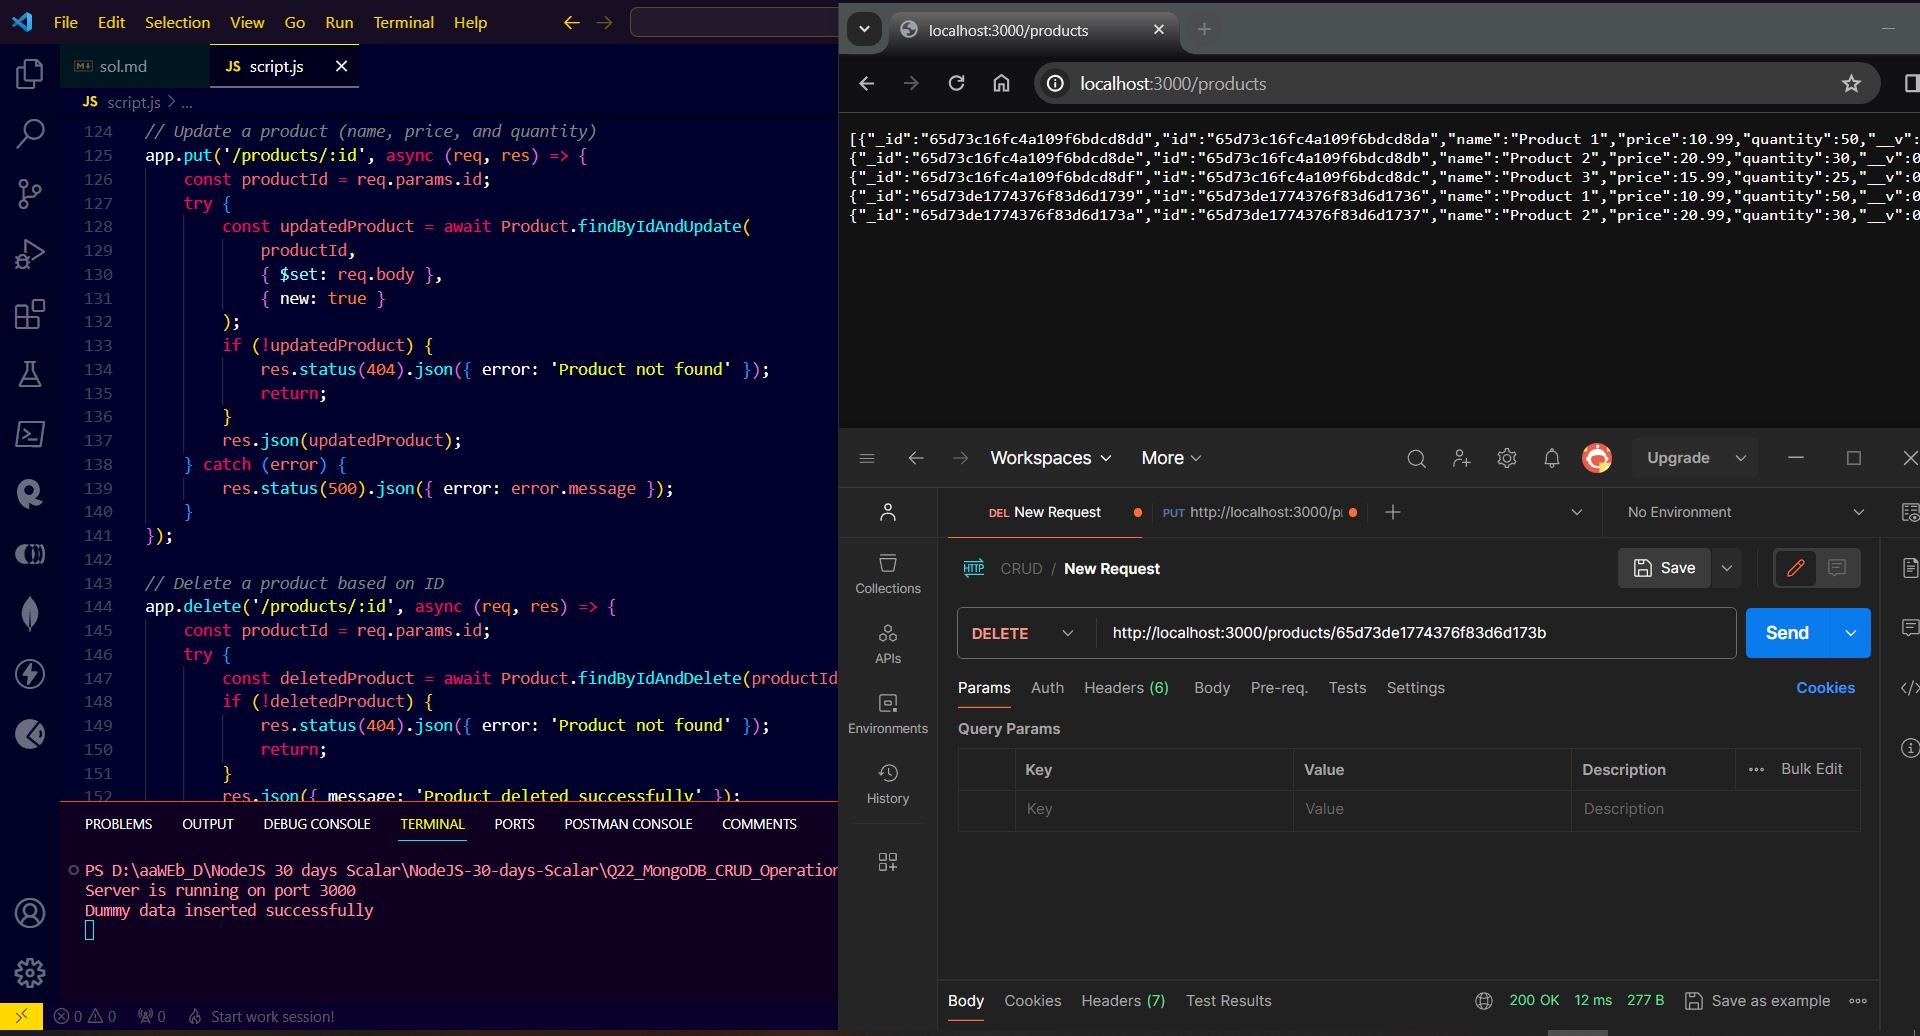 File Edit Selection View Go Run Terminal Help
sol.md
JS script.js
JS script.js > ...
124 // Update a product (name, price, and quantity)
125 app.put('/products/:id', async (req, res) => {
126 const productId = req.params.id;
127 try {
128 const updatedProduct = await Product.findByIdAndUpdate(
129 productId,
130 { $set: req.body },
131 { new: true }
132 );
133 if (!updatedProduct) {
134 res.status(404).json({ error: 'Product not found' });
135 return;
136 }
137 res.json(updatedProduct);
138 } catch (error) {
139 res.status(500).json({ error: error.message });
140 }
141 });
142
143 // Delete a product based on ID
144 app.delete('/products/:id', async (req, res) => {
145 const productId = req.params.id;
146 try {
147 const deletedProduct = await Product.findByIdAndDelete(productId
148 if (!deletedProduct) {
149 res.status(404).json({ error: 'Product not found' });
150 return;
151 }
152 res.json({ message: 'Product deleted successfully' });
PROBLEMS OUTPUT DEBUG CONSOLE TERMINAL PORTS POSTMAN CONSOLE COMMENTS
PS D:\aaWEb_D\NodeJS 30 days Scalar\NodeJS-30-days-Scalar\Q22_MongoDB_CRUD_Operation
Server is running on port 3000
Dummy data inserted successfully
0 0 0 Start work session!
localhost:3000/products
localhost:3000/products
[{"_id":"65d73c16fc4a109f6bdcd8dd","id":"65d73c16fc4a109f6bdcd8da","name":"Product 1","price":10.99,"quantity":50,"__v":
{"_id":"65d73c16fc4a109f6bdcd8de","id":"65d73c16fc4a109f6bdcd8db","name":"Product 2","price":20.99,"quantity":30,"__v":0
{"_id":"65d73c16fc4a109f6bdcd8df","id":"65d73c16fc4a109f6bdcd8dc","name":"Product 3","price":15.99,"quantity":25,"__v":0
{"_id":"65d73de1774376f83d6d1739","id":"65d73de1774376f83d6d1736","name":"Product 1","price":10.99,"quantity":50,"__v":0
{"_id":"65d73de1774376f83d6d173a","id":"65d73de1774376f83d6d1737","name":"Product 2","price":20.99,"quantity":30,"__v":0
Workspaces More Upgrade
DEL New Request PUT http://localhost:3000/p No Environment
HTTP CRUD / New Request Save
DELETE http://localhost:3000/products/65d73de1774376f83d6d173b Send
Params Auth Headers (6) Body Pre-req. Tests Settings Cookies
Query Params
Key Value Description Bulk Edit
Key Value Description
Collections
APIs
Environments
History
Body Cookies Headers (7) Test Results 200 OK 12 ms 277 B Save as example